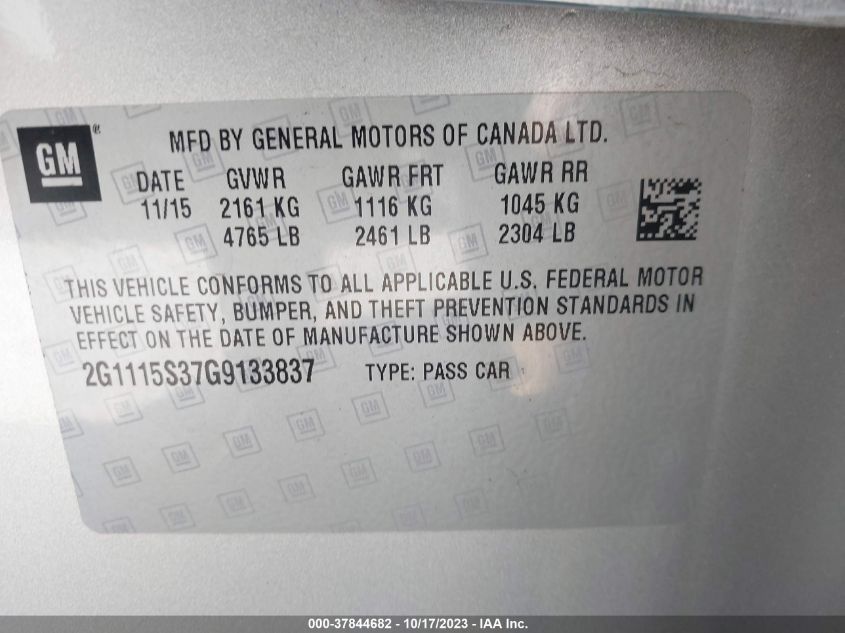 GM®
MFD BY GENERAL MOTORS OF CANADA LTD.
DATE GVWR GAWR FRT GAWR RR
11/15 2161 KG 1116 KG 1045 KG
4765 LB 2461 LB 2304 LB
THIS VEHICLE CONFORMS TO ALL APPLICABLE U.S. FEDERAL MOTOR
VEHICLE SAFETY, BUMPER, AND THEFT PREVENTION STANDARDS IN
EFFECT ON THE DATE OF MANUFACTURE SHOWN ABOVE.
2G1115S37G9133837 TYPE: PASS CAR
000-37844682 - 10/17/2023 - IAA Inc.